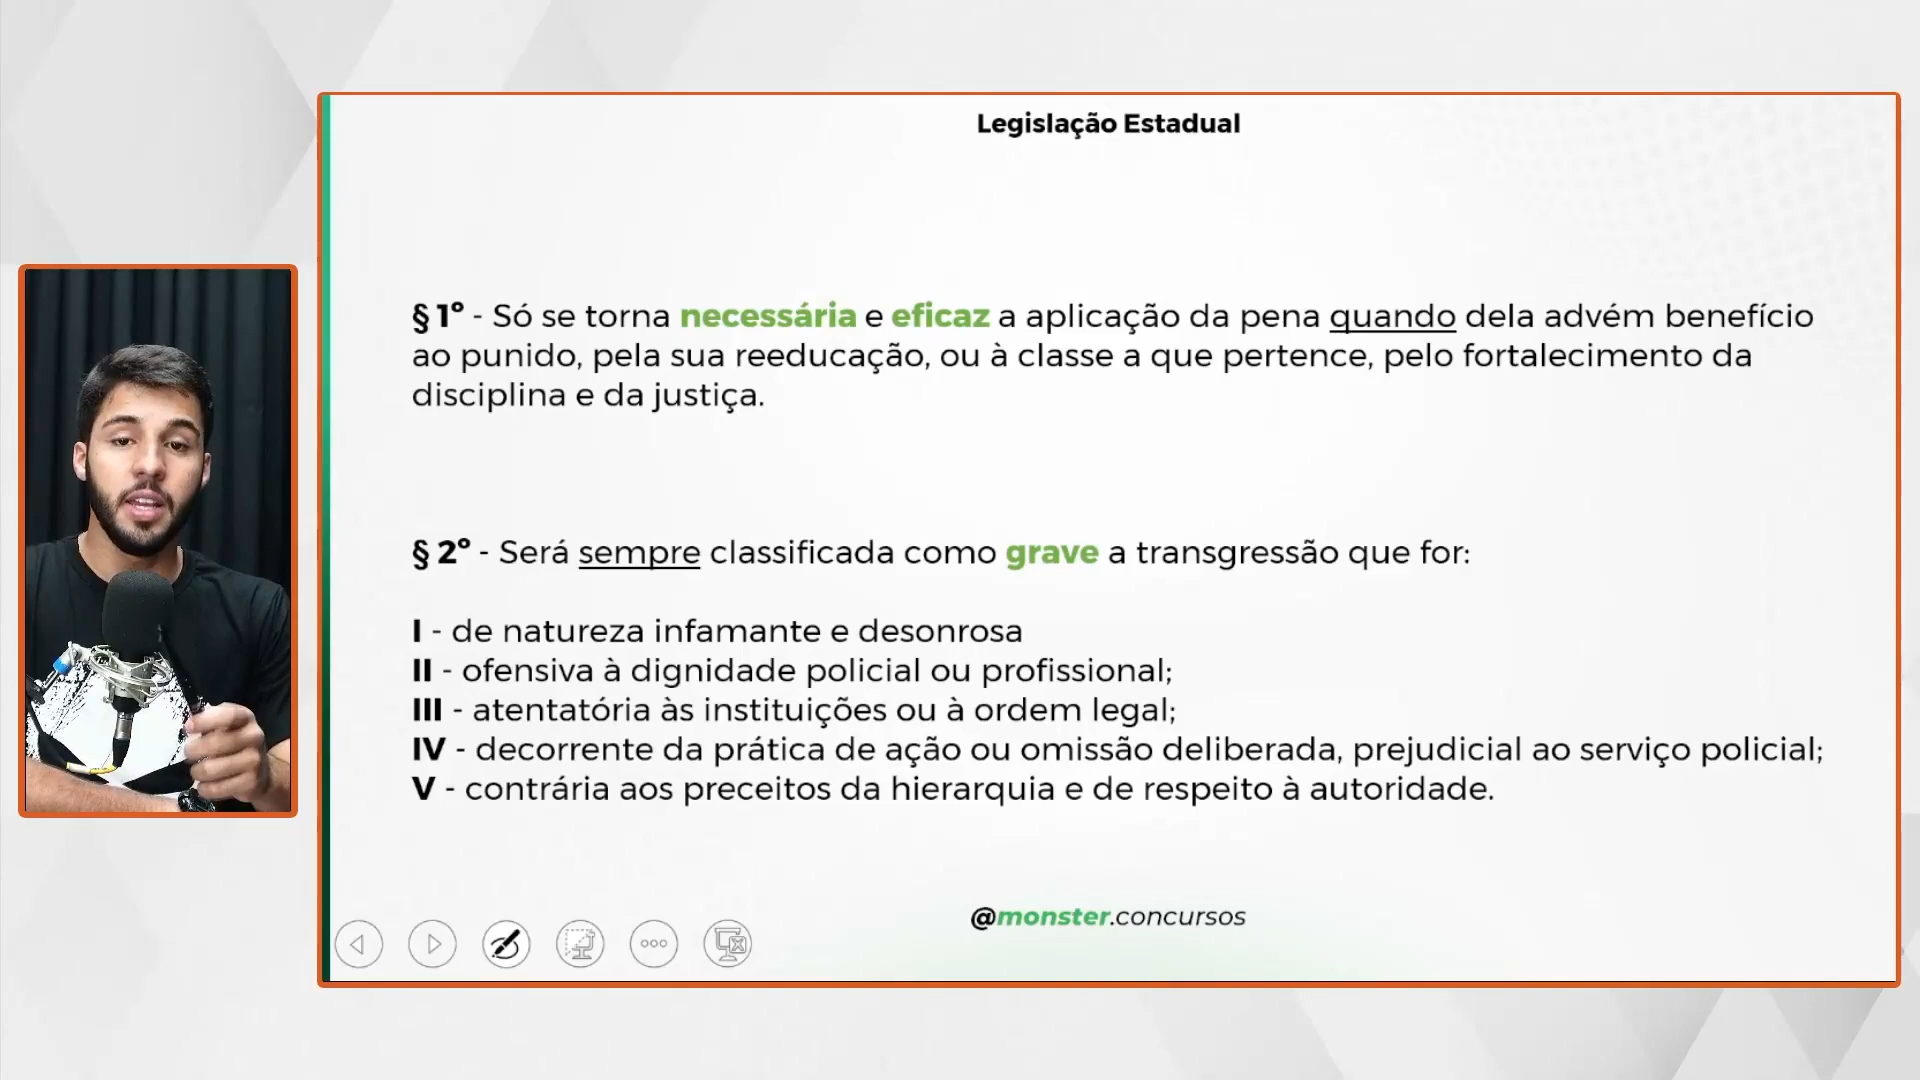 Legislação Estadual
§ 1º - Só se torna necessária e eficaz a aplicação da pena quando dela advém benefício
ao punido, pela sua reeducação, ou à classe a que pertence, pelo fortalecimento da
disciplina e da justiça.
§ 2º - Será sempre classificada como grave a transgressão que for:
I - de natureza infamante e desonrosa
II - ofensiva à dignidade policial ou profissional;
III - atentatória às instituições ou à ordem legal;
IV - decorrente da prática de ação ou omissão deliberada, prejudicial ao serviço policial;
V - contrária aos preceitos da hierarquia e de respeito à autoridade.
@monster.concursos